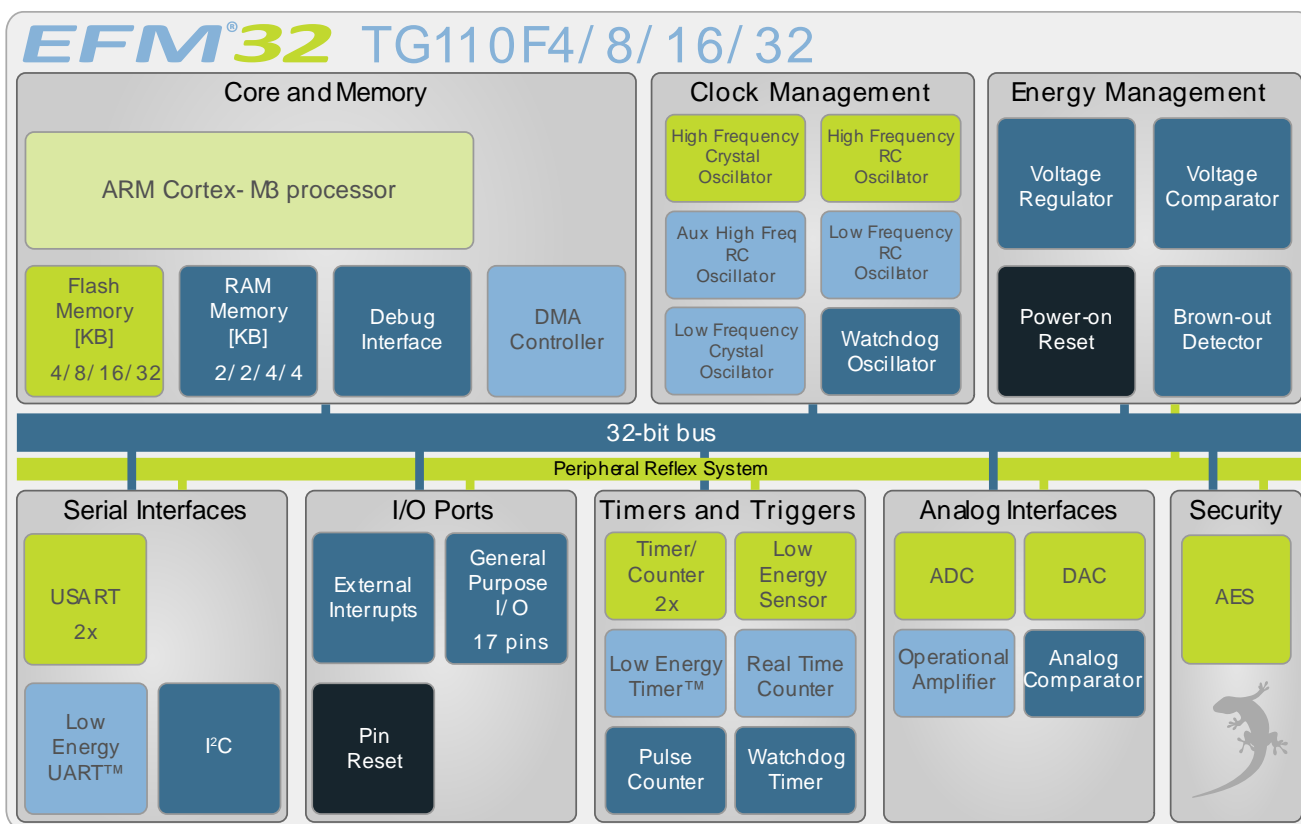 EFM®32 TG110F4/8/16/32
Core and Memory
ARM Cortex-M3 processor
Flash
Memory
[KB]
4/8/16/32
RAM
Memory
[KB]
2/2/4/4
Debug
Interface
DMA
Controller
Clock Management
High Frequency
Crystal
Oscillator
High Frequency
RC
Oscillator
Aux High Freq
RC
Oscillator
Low Frequency
RC
Oscillator
Low Frequency
Crystal
Oscillator
Watchdog
Oscillator
Energy Management
Voltage
Regulator
Voltage
Comparator
Power-on
Reset
Brown-out
Detector
32-bit bus
Peripheral Reflex System
Serial Interfaces
USART
2x
Low
Energy
UART™
I²C
I/O Ports
External
Interrupts
General
Purpose
I/O
17 pins
Pin
Reset
Timers and Triggers
Timer/
Counter
2x
Low
Energy
Sensor
Low Energy
Timer™
Real Time
Counter
Pulse
Counter
Watchdog
Timer
Analog Interfaces
ADC
DAC
Operational
Amplifier
Analog
Comparator
Security
AES